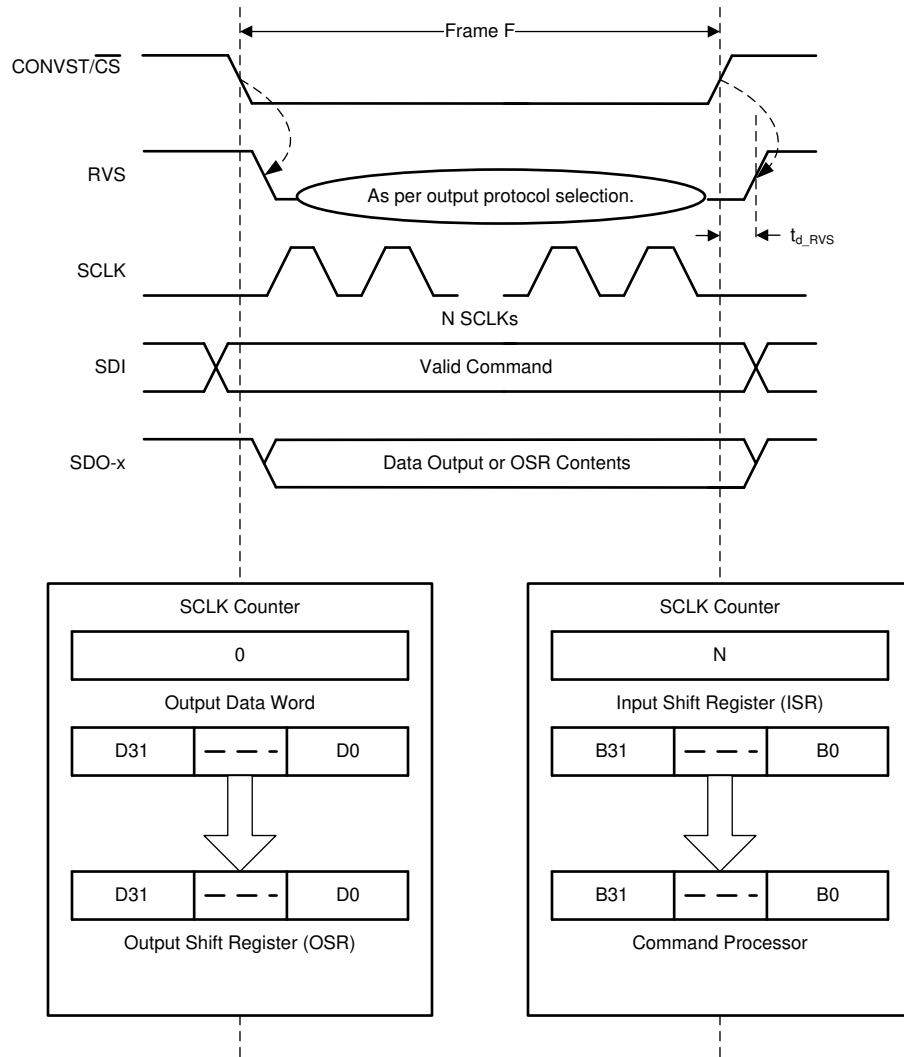 Frame F
CONVST/CS
RVS
As per output protocol selection.
td_RVS
SCLK
N SCLKs
SDI
Valid Command
SDO-x
Data Output or OSR Contents
SCLK Counter
0
Output Data Word
D31
D0
D31
D0
Output Shift Register (OSR)
SCLK Counter
N
Input Shift Register (ISR)
B31
B0
B31
B0
Command Processor